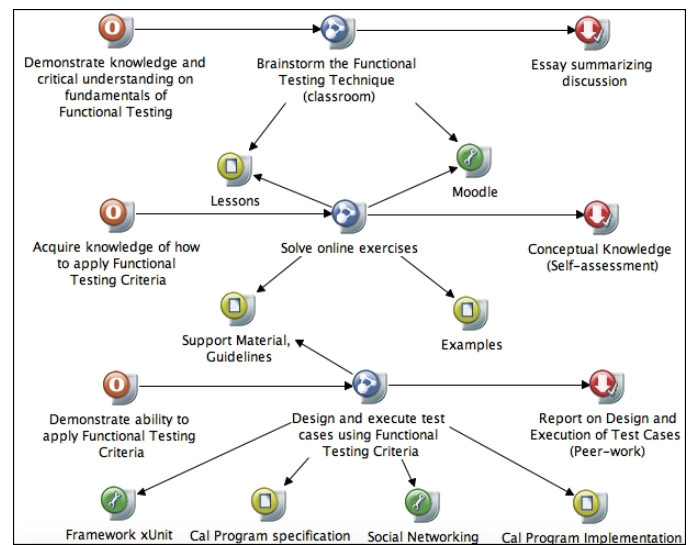 Demonstrate knowledge and
critical understanding on
fundamentals of
Functional Testing
Brainstorm the Functional
Testing Technique
(classroom)
Essay summarizing
discussion
Lessons
Moodle
Acquire knowledge of how
to apply Functional
Testing Criteria
Solve online exercises
Conceptual Knowledge
(Self-assessment)
Support Material,
Guidelines
Examples
Demonstrate ability to
apply Functional Testing
Criteria
Design and execute test
cases using Functional
Testing Criteria
Report on Design and
Execution of Test Cases
(Peer-work)
Framework xUnit
Cal Program specification
Social Networking
Cal Program Implementation